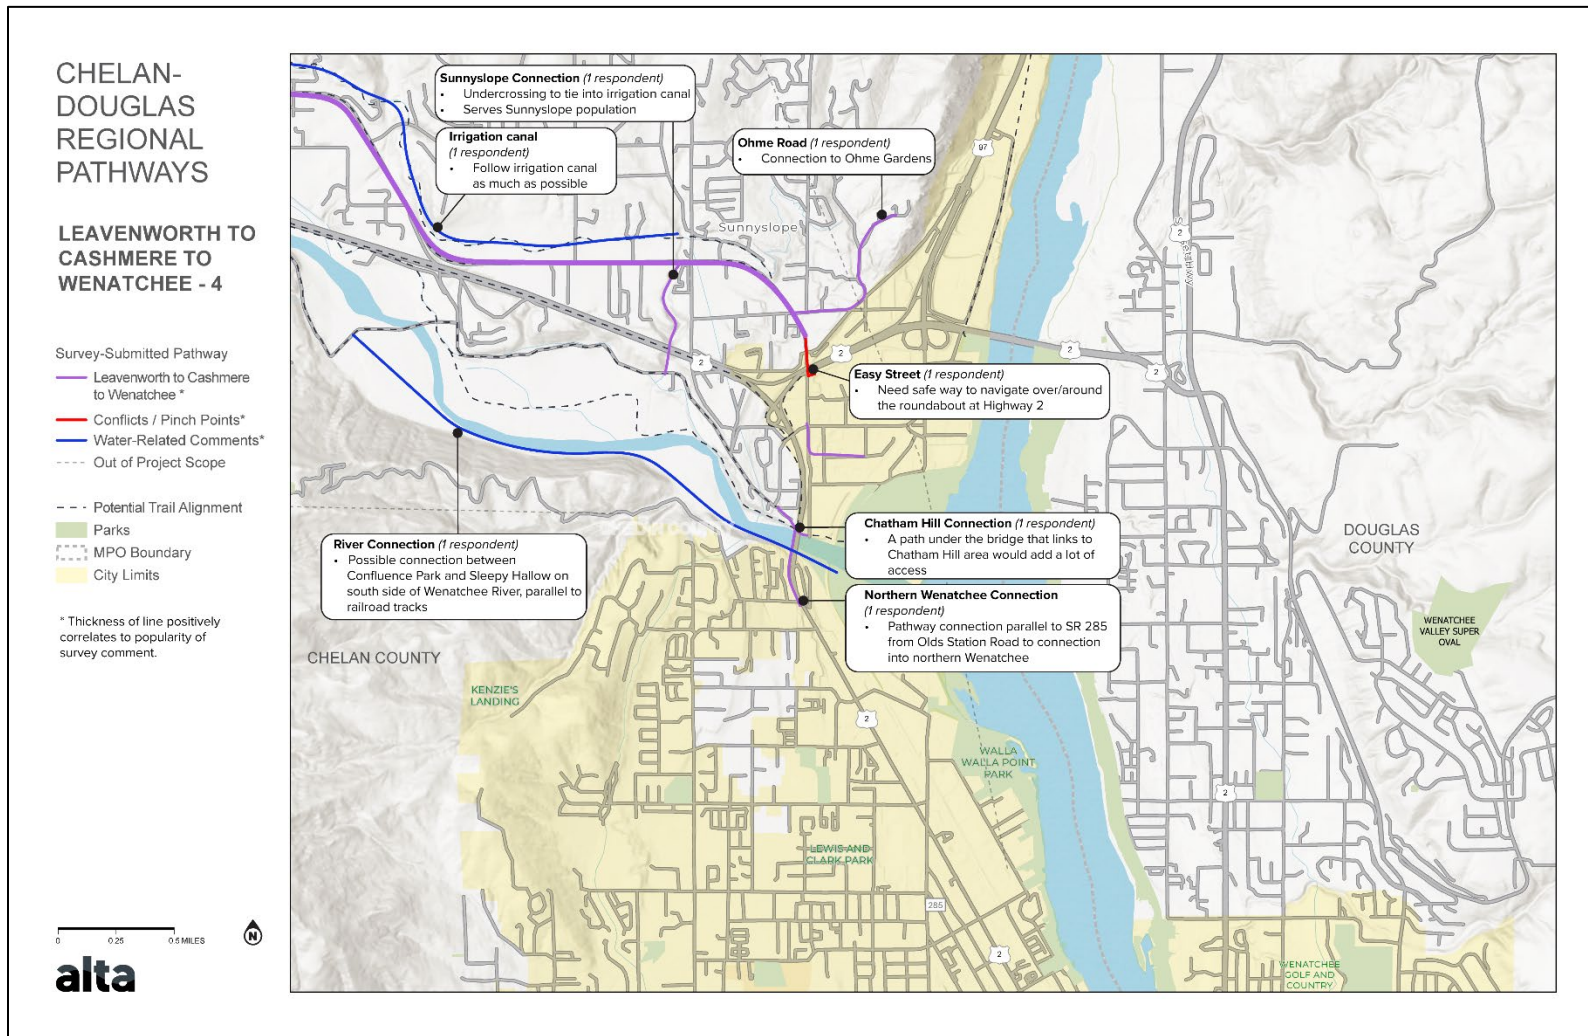 CHELAN-
DOUGLAS
REGIONAL
PATHWAYS
LEAVENWORTH TO
CASHMERE TO
WENATCHEE - 4
Survey-Submitted Pathway
Leavenworth to Cashmere
to Wenatchee *
Conflicts / Pinch Points*
Water-Related Comments*
Out of Project Scope
Potential Trail Alignment
Parks
MPO Boundary
City Limits
* Thickness of line positively
correlates to popularity of
survey comment.
0 0.25 0.5 MILES
N
alta
Sunnyslope Connection (1 respondent)
• Undercrossing to tie into irrigation canal
• Serves Sunnyslope population
Irrigation canal
(1 respondent)
• Follow irrigation canal
as much as possible
Ohme Road (1 respondent)
• Connection to Ohme Gardens
97
Sunnyslope
2
2
2
2
2
Easy Street (1 respondent)
• Need safe way to navigate over/around
the roundabout at Highway 2
River Connection (1 respondent)
• Possible connection between
Confluence Park and Sleepy Hallow on
south side of Wenatchee River, parallel to
railroad tracks
Chatham Hill Connection (1 respondent)
• A path under the bridge that links to
Chatham Hill area would add a lot of
access
Northern Wenatchee Connection
(1 respondent)
• Pathway connection parallel to SR 285
from Olds Station Road to connection
into northern Wenatchee
DOUGLAS
COUNTY
WENATCHEE
VALLEY SUPER
OVAL
CHELAN COUNTY
KENZIE'S
LANDING
2
WALLA
WALLA POINT
PARK
2
LEWIS AND
CLARK PARK
285
2
WENATCHEE
GOLF AND
COUNTRY